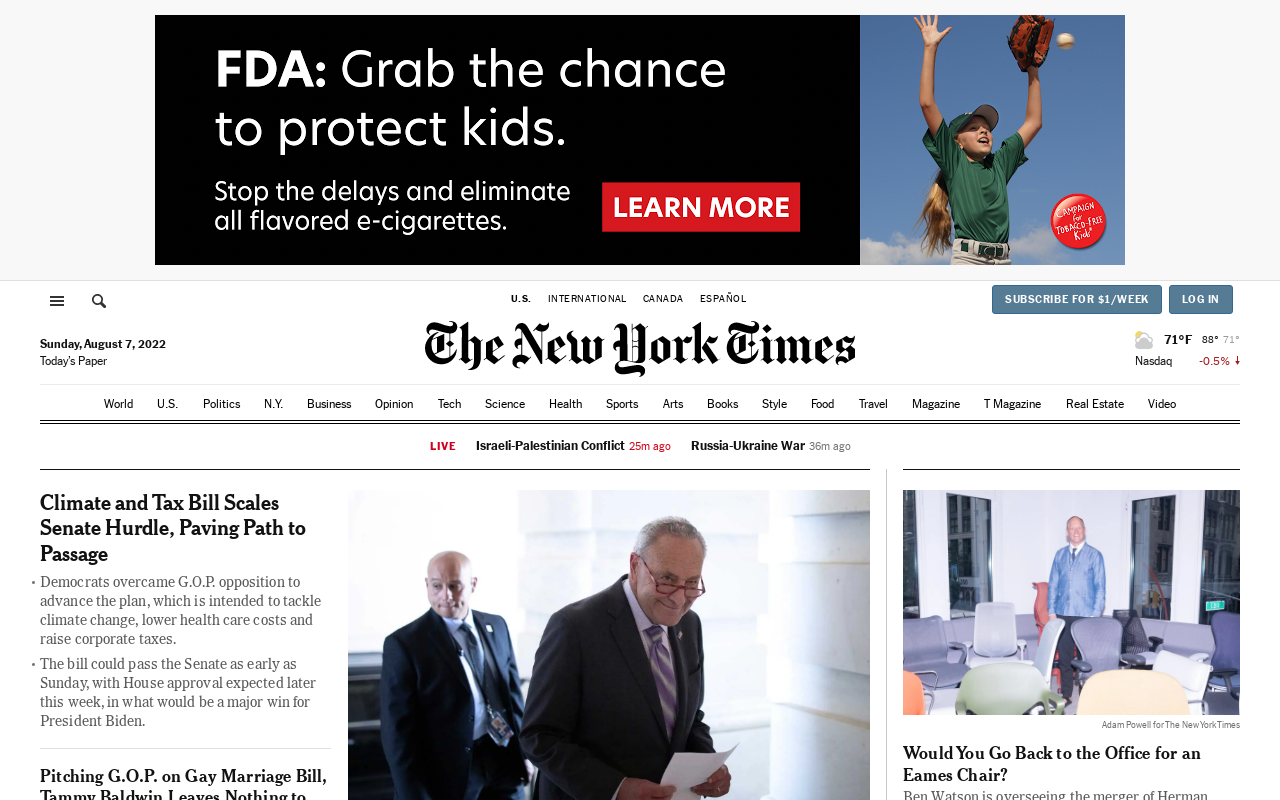 FDA: Grab the chance
to protect kids.
Stop the delays and eliminate
all flavored e-cigarettes.
LEARN MORE
CAMPAIGN
for
TOBACCO-FREE
Kids®
U.S.
INTERNATIONAL
CANADA
ESPAÑOL
SUBSCRIBE FOR $1/WEEK
LOG IN
Sunday, August 7, 2022
Today's Paper
The New York Times
71°F 88° 71°
Nasdaq -0.5% ↓
World U.S. Politics N.Y. Business Opinion Tech Science Health Sports Arts Books Style Food Travel Magazine T Magazine Real Estate Video
LIVE Israeli-Palestinian Conflict 25m ago Russia-Ukraine War 36m ago
Climate and Tax Bill Scales
Senate Hurdle, Paving Path to
Passage
• Democrats overcame G.O.P. opposition to
advance the plan, which is intended to tackle
climate change, lower health care costs and
raise corporate taxes.
• The bill could pass the Senate as early as
Sunday, with House approval expected later
this week, in what would be a major win for
President Biden.
Pitching G.O.P. on Gay Marriage Bill,
Tammy Baldwin Leaves Nothing to
Adam Powell for The New York Times
Would You Go Back to the Office for an
Eames Chair?
Ben Watson is overseeing the merger of Herman